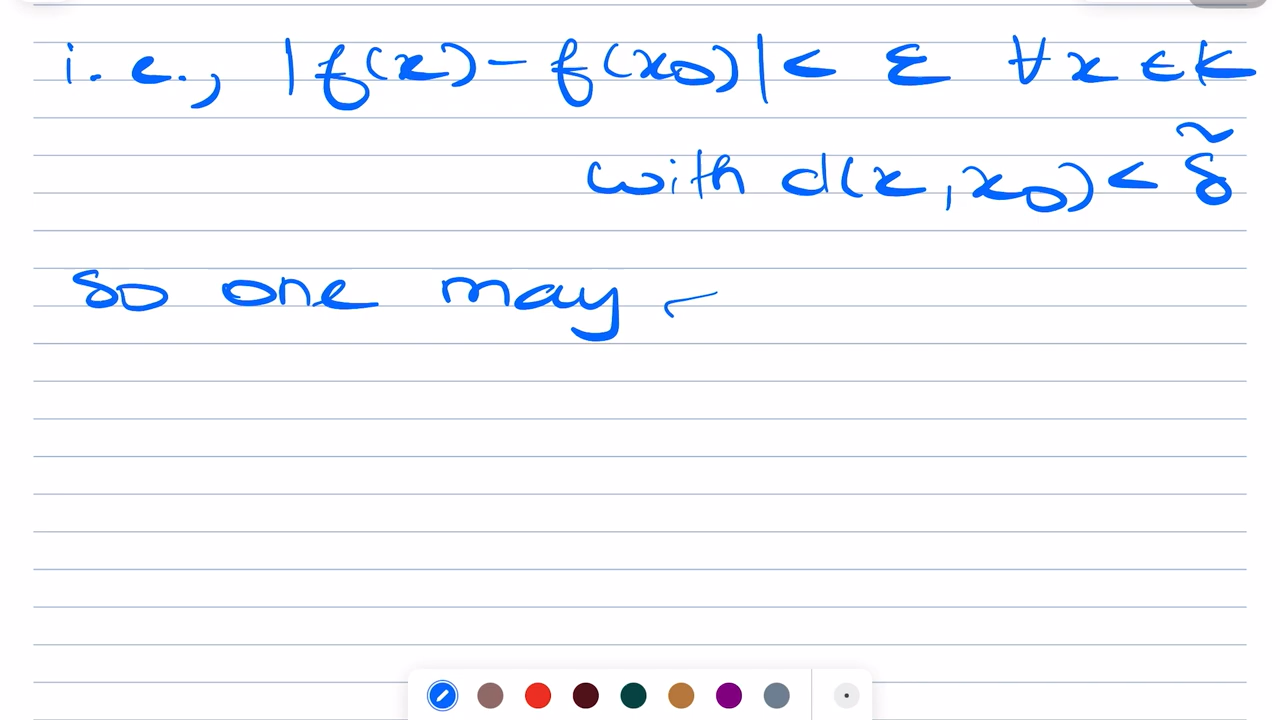 i.e., |f(x) - f(x₀)| < ε ∀ x ∈ K
with d(x, x₀) < δ̃
So one may